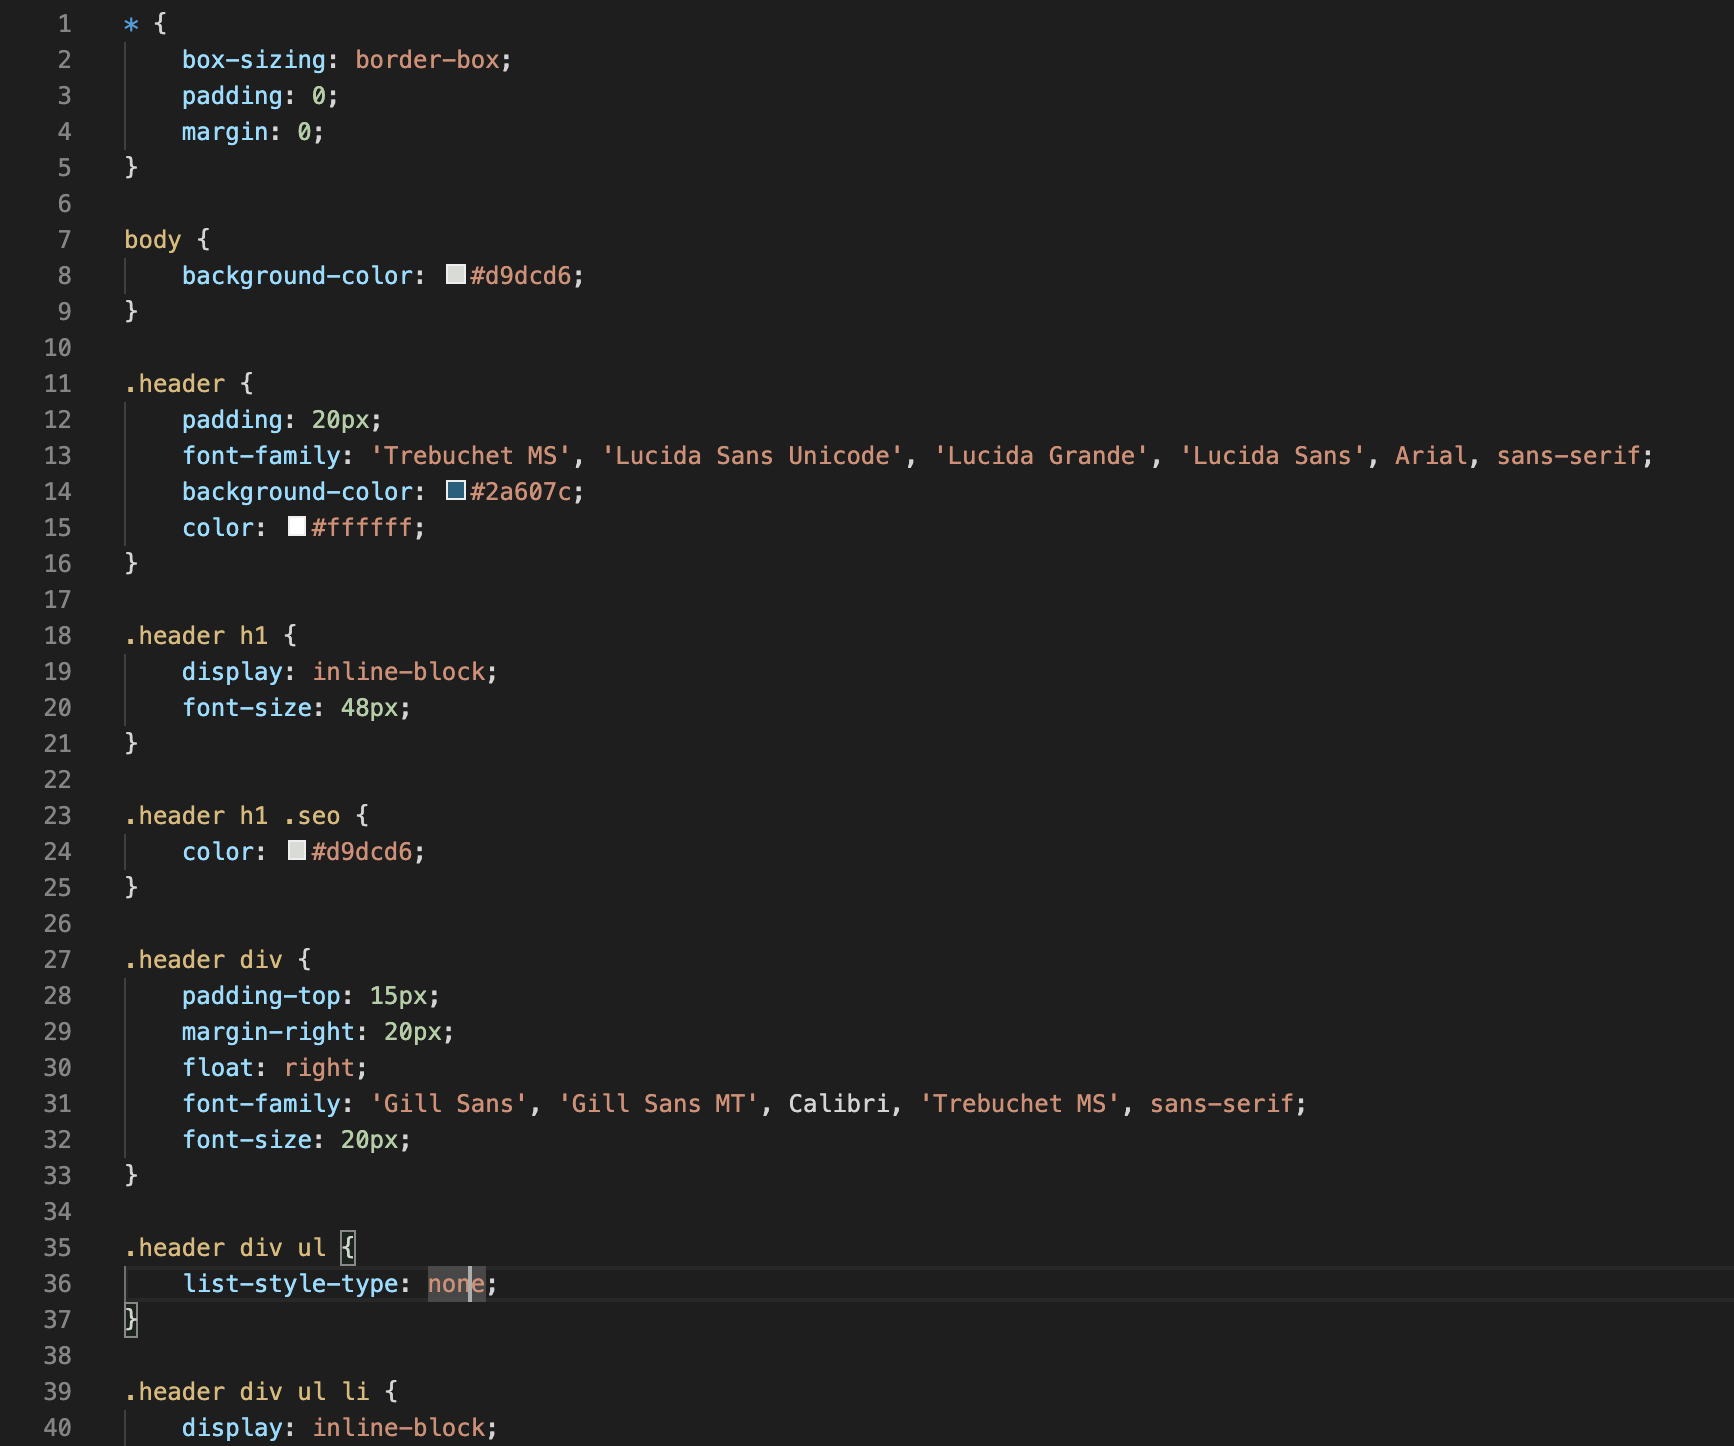 1 * {
2 box-sizing: border-box;
3 padding: 0;
4 margin: 0;
5 }
6
7 body {
8 background-color: #d9dcd6;
9 }
10
11 .header {
12 padding: 20px;
13 font-family: 'Trebuchet MS', 'Lucida Sans Unicode', 'Lucida Grande', 'Lucida Sans', Arial, sans-serif;
14 background-color: #2a607c;
15 color: #ffffff;
16 }
17
18 .header h1 {
19 display: inline-block;
20 font-size: 48px;
21 }
22
23 .header h1 .seo {
24 color: #d9dcd6;
25 }
26
27 .header div {
28 padding-top: 15px;
29 margin-right: 20px;
30 float: right;
31 font-family: 'Gill Sans', 'Gill Sans MT', Calibri, 'Trebuchet MS', sans-serif;
32 font-size: 20px;
33 }
34
35 .header div ul {
36 list-style-type: none;
37 }
38
39 .header div ul li {
40 display: inline-block;